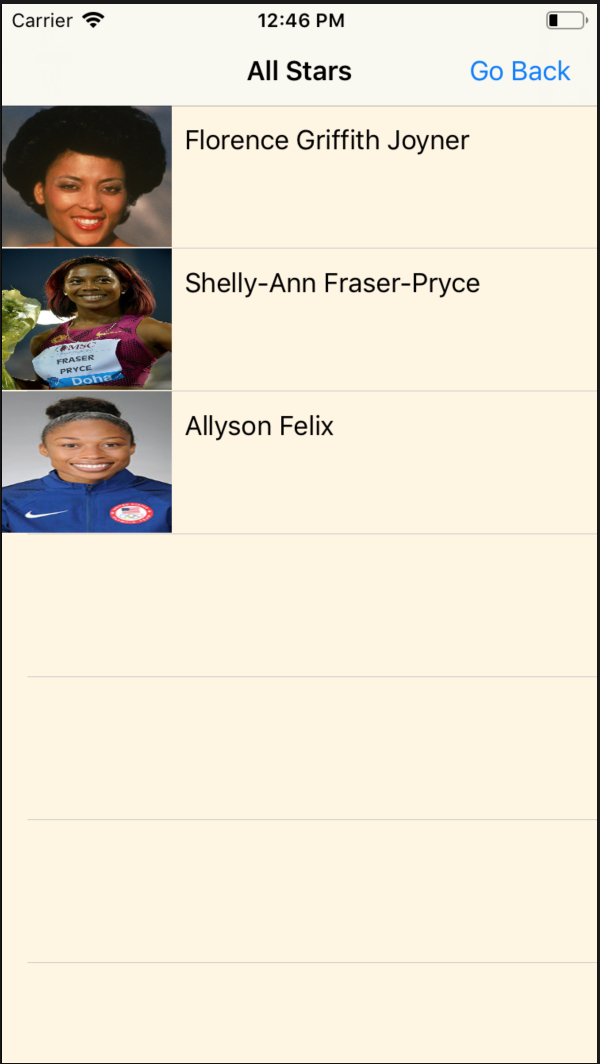 Carrier
12:46 PM
All Stars
Go Back
Florence Griffith Joyner
Shelly-Ann Fraser-Pryce
MSC
FRASER
PRYCE
Doha
Allyson Felix